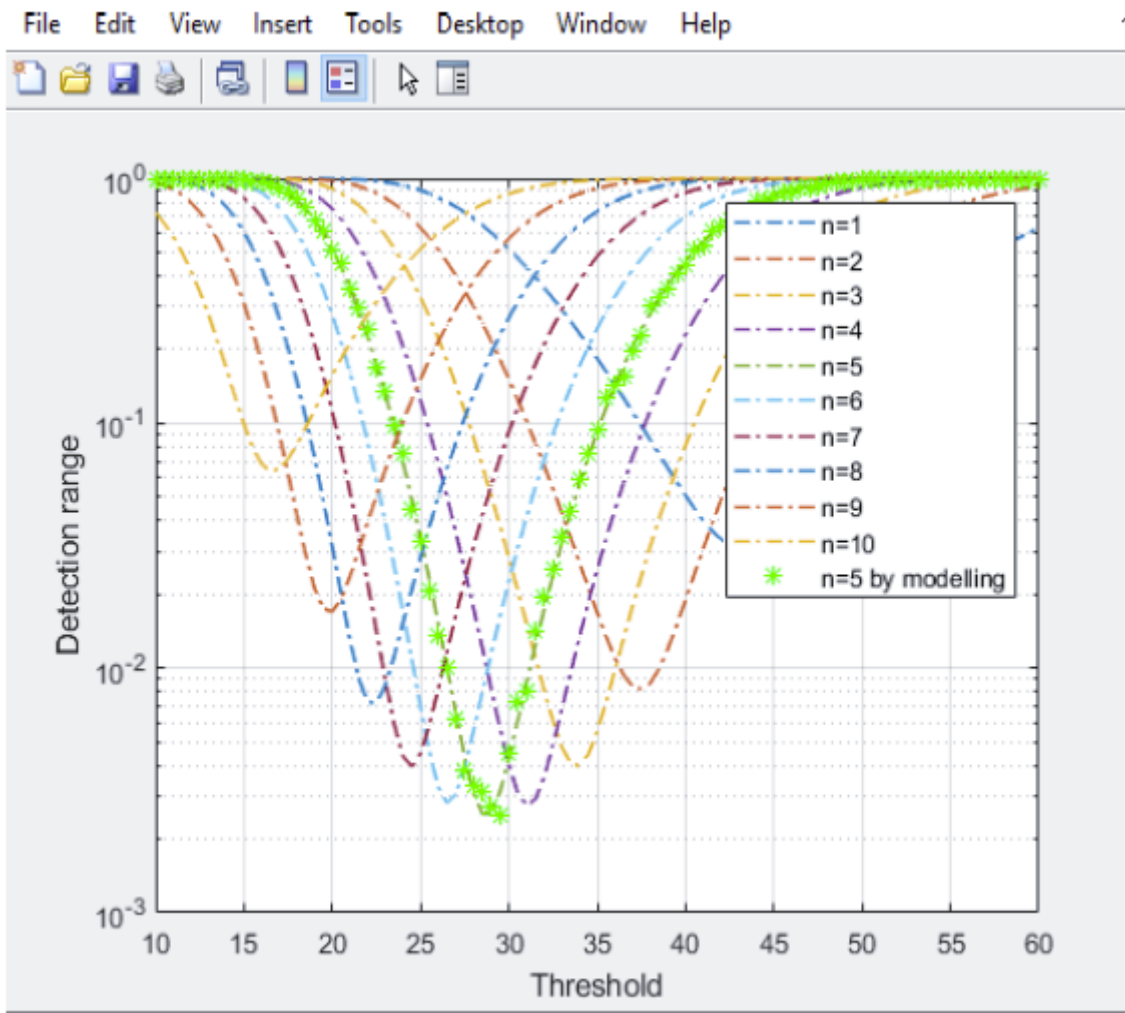 File Edit View Insert Tools Desktop Window Help
10^0
10^-1
10^-2
10^-3
Detection range
n=1
n=2
n=3
n=4
n=5
n=6
n=7
n=8
n=9
n=10
n=5 by modelling
10 15 20 25 30 35 40 45 50 55 60
Threshold